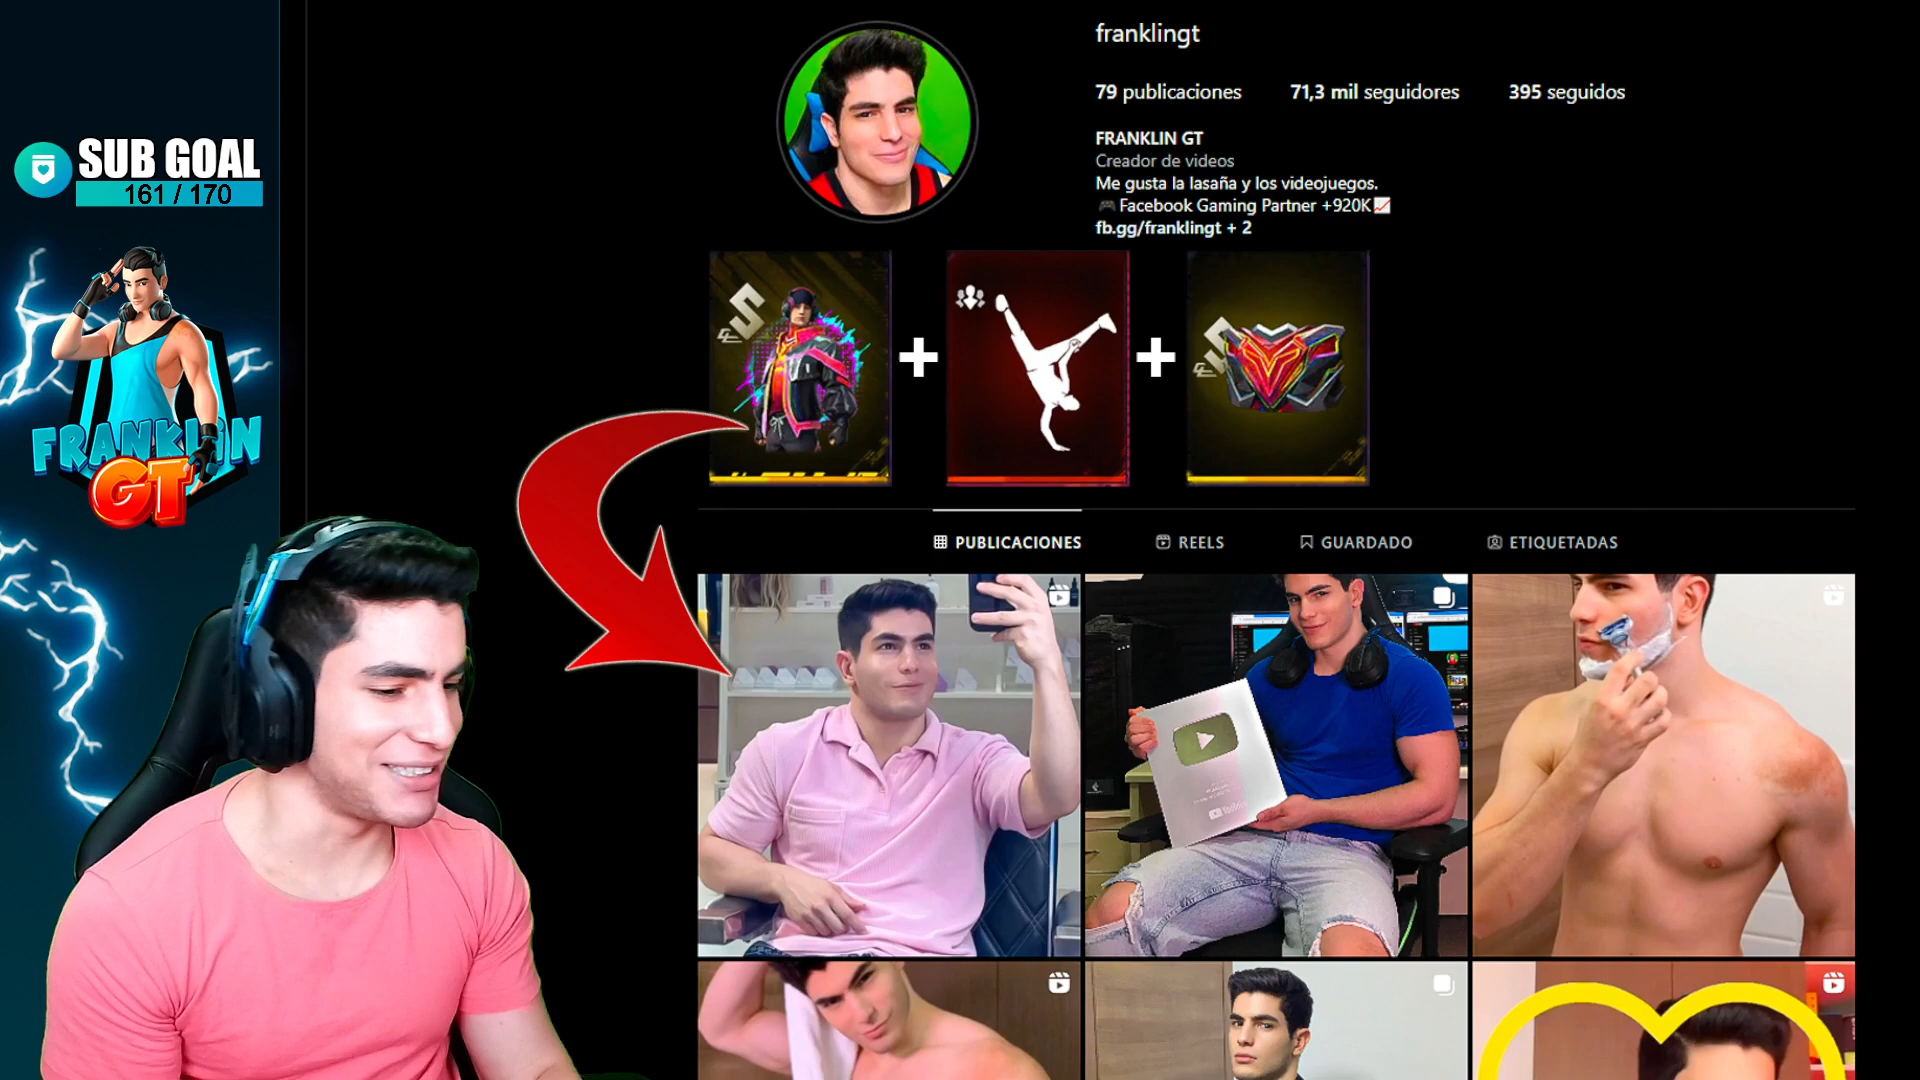 SUB GOAL
161 / 170
FRANKLIN
GT
franklingt
79 publicaciones 71,3 mil seguidores 395 seguidos
FRANKLIN GT
Creador de videos
Me gusta la lasaña y los videojuegos.
🎮Facebook Gaming Partner +920K📈
fb.gg/franklingt + 2
PUBLICACIONES REELS GUARDADO ETIQUETADAS
YouTube